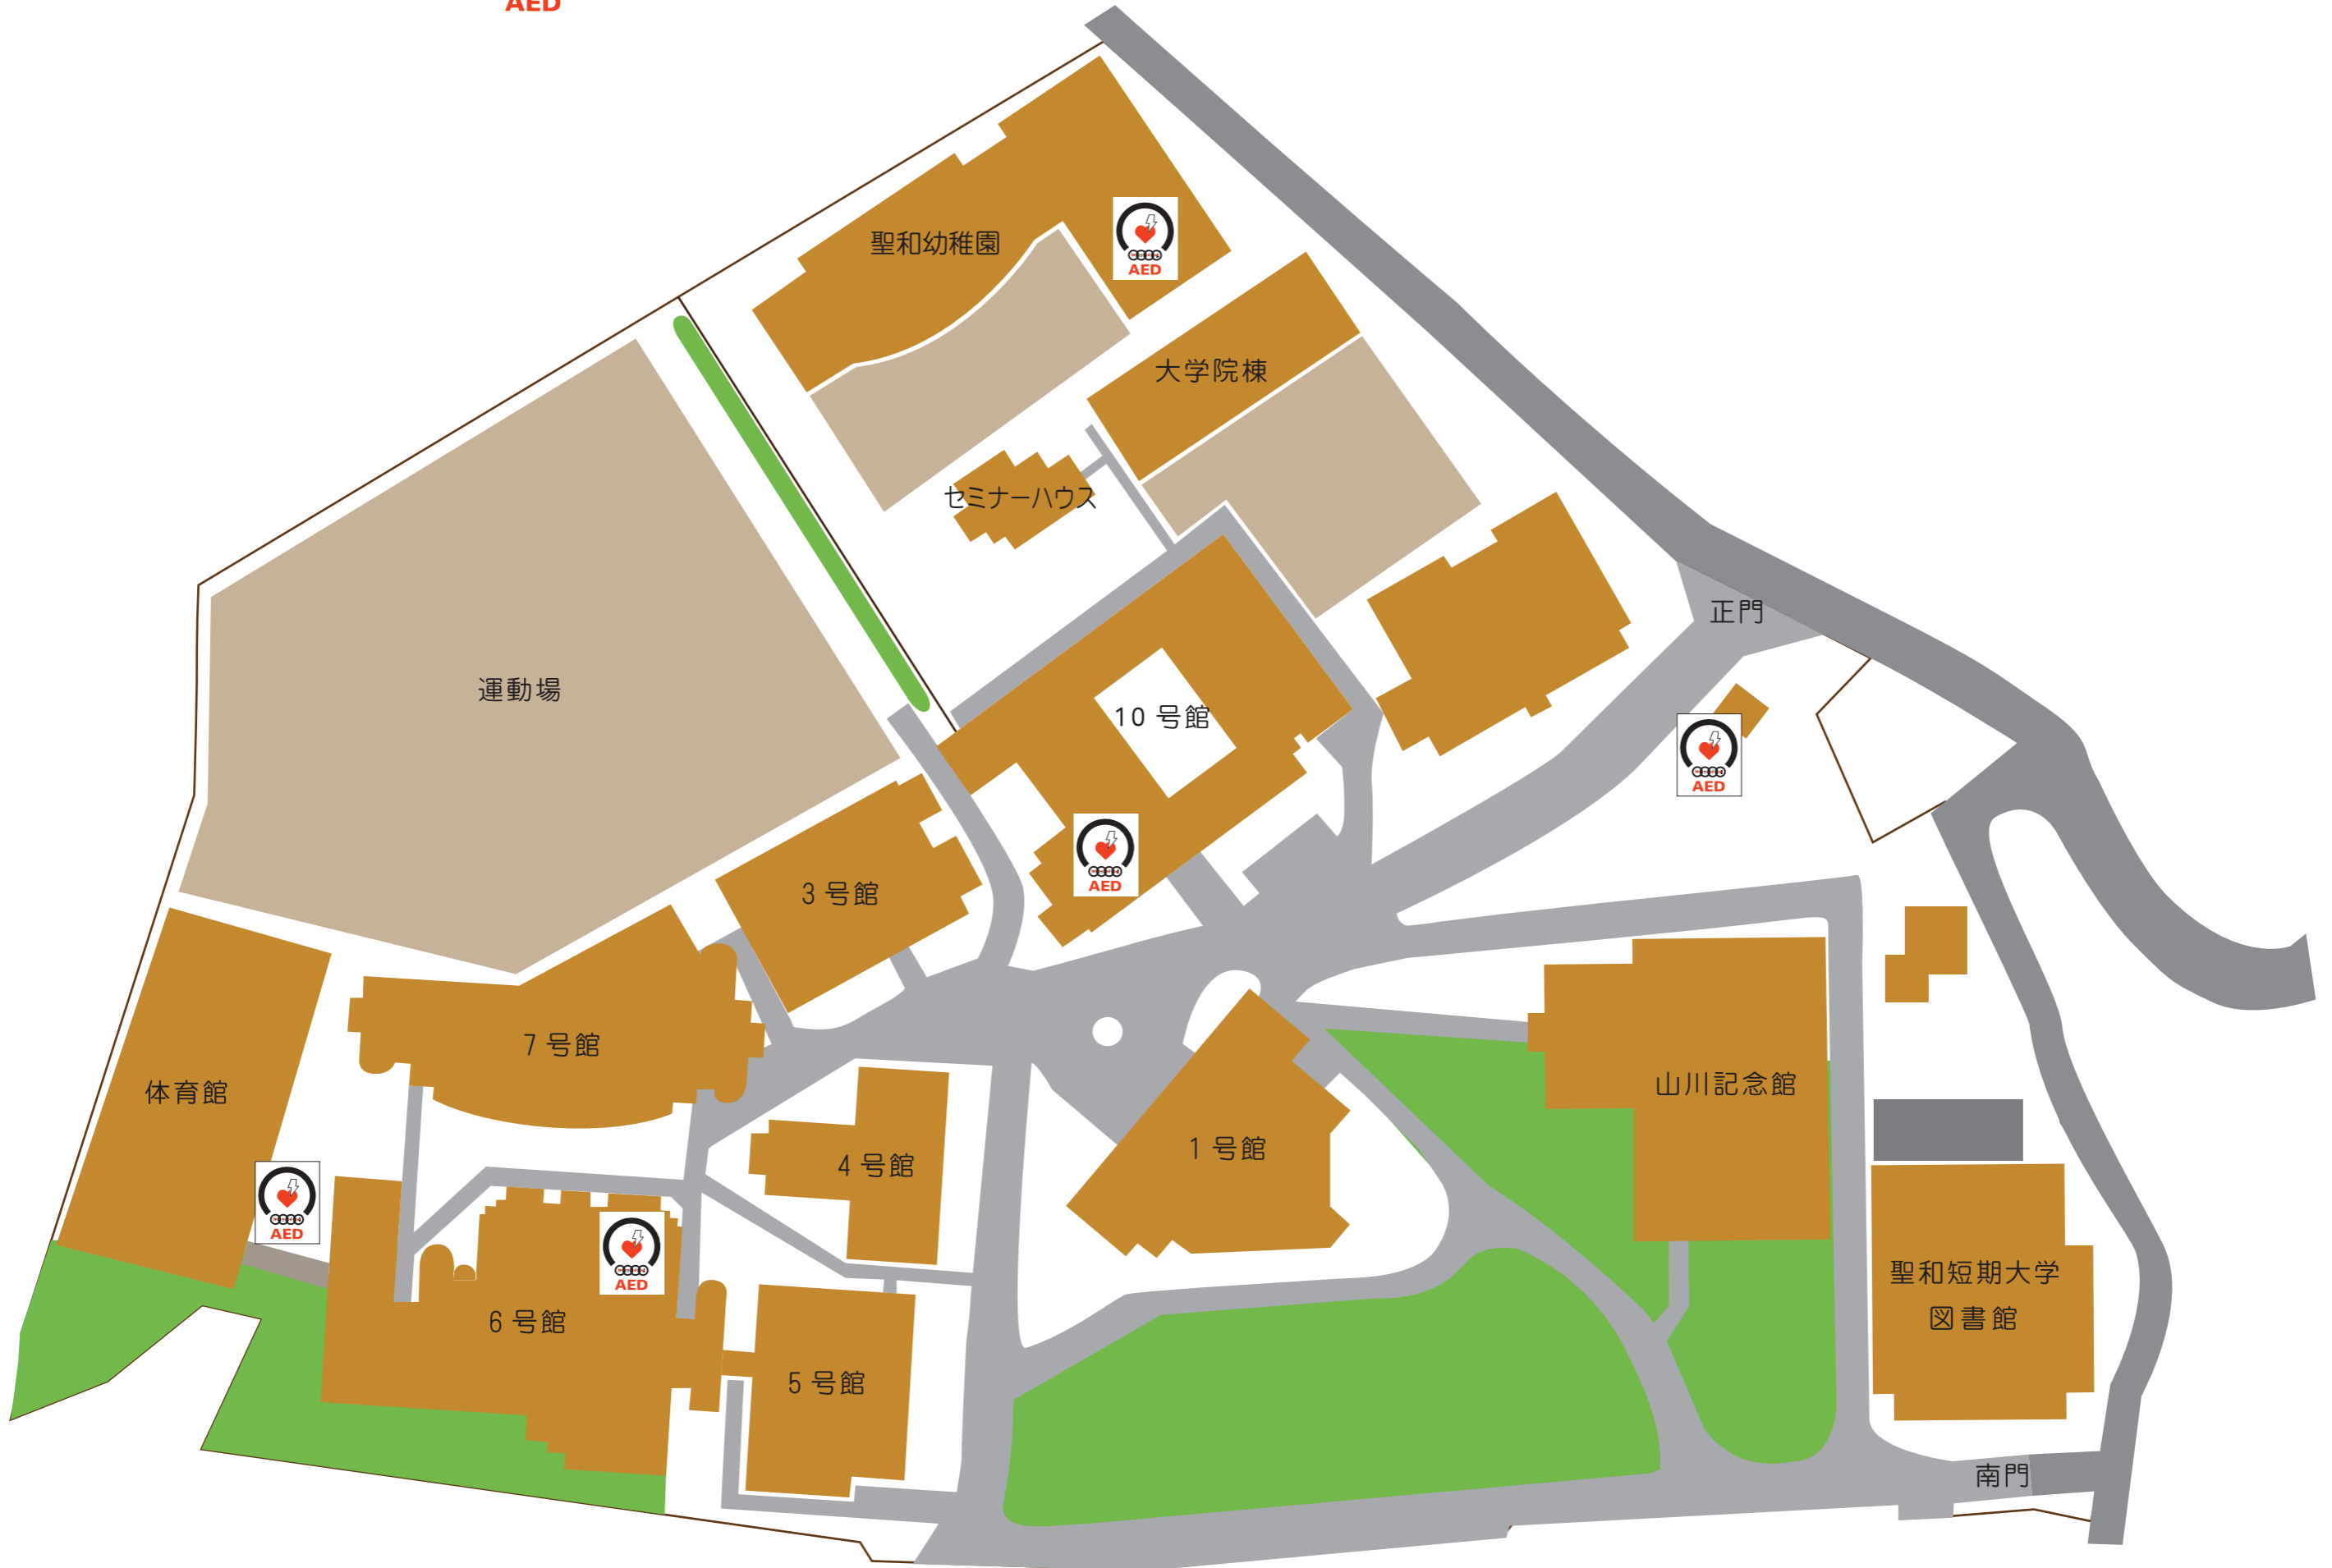 AED
聖和幼稚園
AED
大学院棟
セミナーハウス
正門
運動場
10 号館
AED
AED
3 号館
7 号館
体育館
山川記念館
1 号館
4 号館
AED
AED
6 号館
聖和短期大学
図書館
5 号館
南門